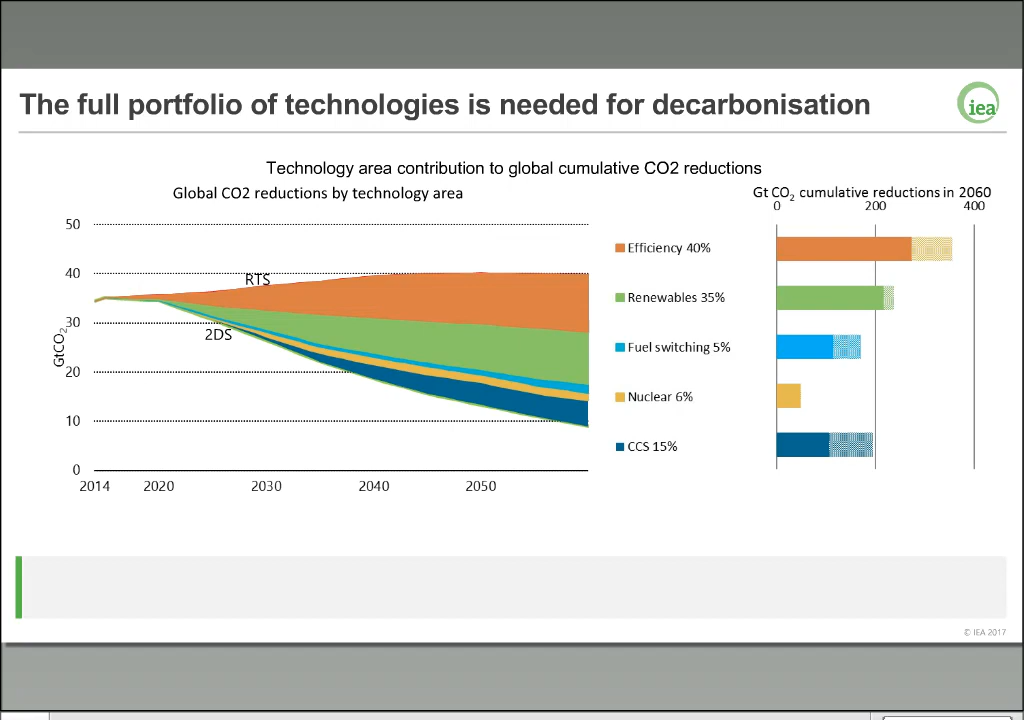 The full portfolio of technologies is needed for decarbonisation
iea
Technology area contribution to global cumulative CO2 reductions
Global CO2 reductions by technology area
Gt CO2 cumulative reductions in 2060
0 200 400
50
40
30
20
10
0
GtCO2
RTS
2DS
2014 2020 2030 2040 2050
Efficiency 40%
Renewables 35%
Fuel switching 5%
Nuclear 6%
CCS 15%
© IEA 2017